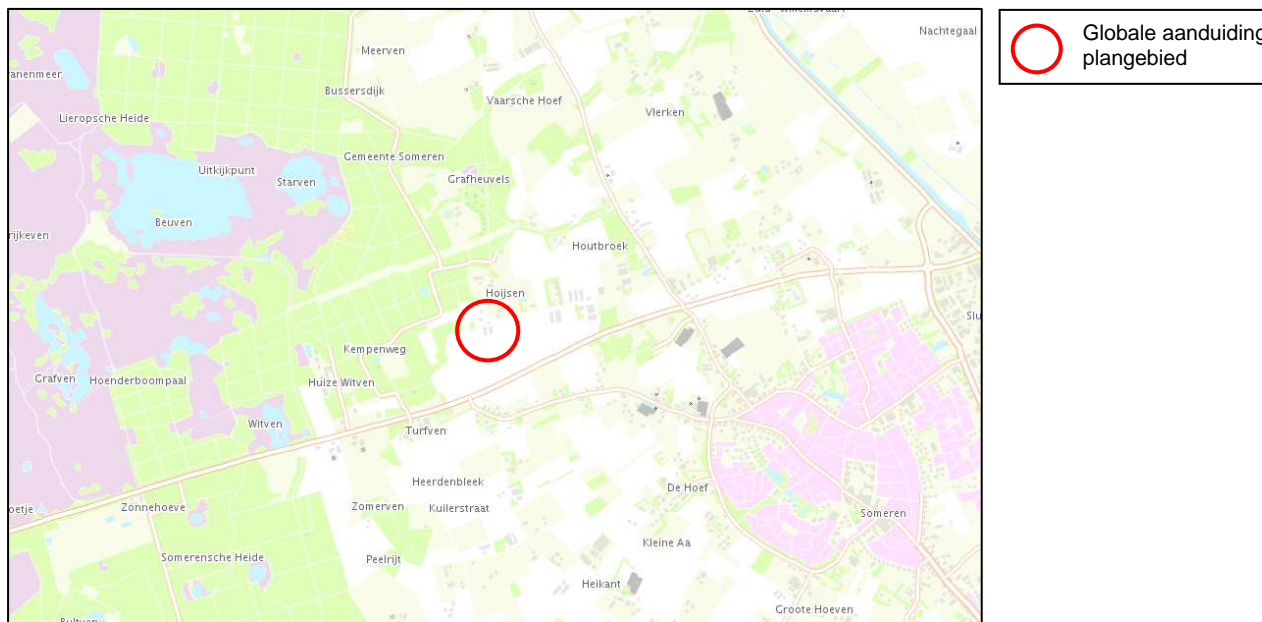 Nachtegaal
Meerven
ranenmeer
Bussersdijk
Vaarsche Hoef
Vlerken
Lieropsche Heide
Gemeente Someren
Uitkijkpunt
Starven
Grafheuvels
Beuven
rijkeven
Houtbroek
Hoijsen
Slu
Kempenweg
Grafven
Hoenderboompaal
Huize Witven
Witven
Turfven
Heerdenbleek
De Hoef
oetje
Zonnehoeve
Zomerven
Kuilerstraat
Someren
Kleine Aa
Somerensche Heide
Peelrijt
Heikant
Groote Hoeven
Globale aanduiding
plangebied